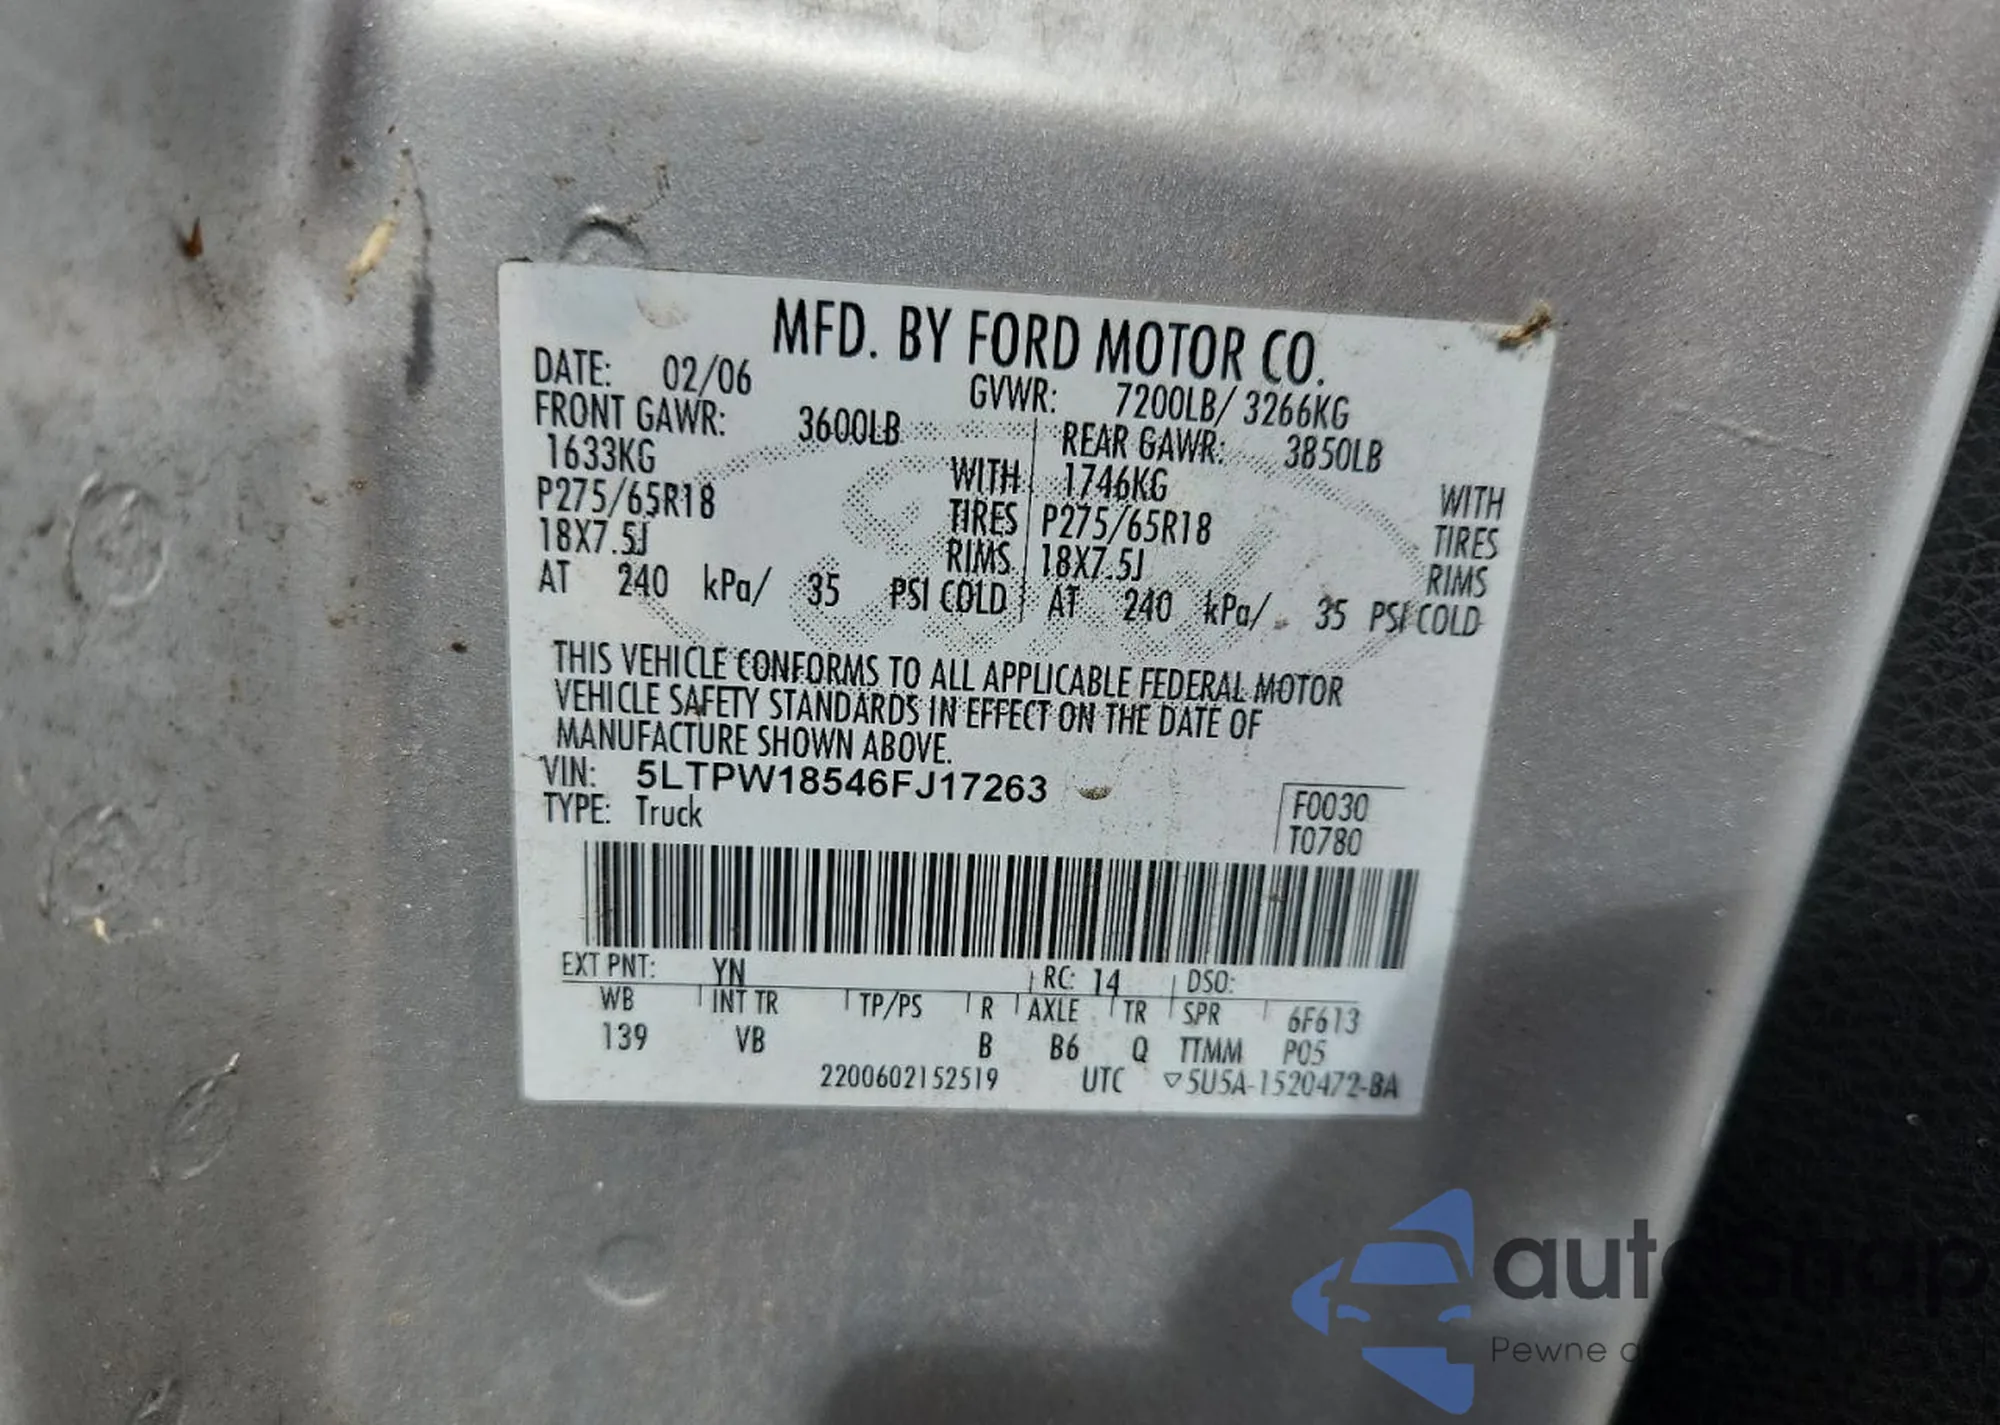 MFD. BY FORD MOTOR CO.
DATE: 02/06 GVWR: 7200LB/ 3266KG
FRONT GAWR: 3600LB REAR GAWR: 3850LB
1633KG WITH 1746KG WITH
P275/65R18 TIRES P275/65R18 TIRES
18X7.5J RIMS 18X7.5J RIMS
AT 240 kPa/ 35 PSI COLD AT 240 kPa/ 35 PSI COLD
THIS VEHICLE CONFORMS TO ALL APPLICABLE FEDERAL MOTOR
VEHICLE SAFETY STANDARDS IN EFFECT ON THE DATE OF
MANUFACTURE SHOWN ABOVE.
VIN: 5LTPW18546FJ17263
TYPE: Truck
F0030
T0780
EXT PNT: YN RC: 14 DSO:
WB INT TR TP/PS R AXLE TR SPR 6F613
139 VB B B6 Q TTMM P05
2200602152519 UTC ▽5U5A-1520472-BA
autosnap
Pewne